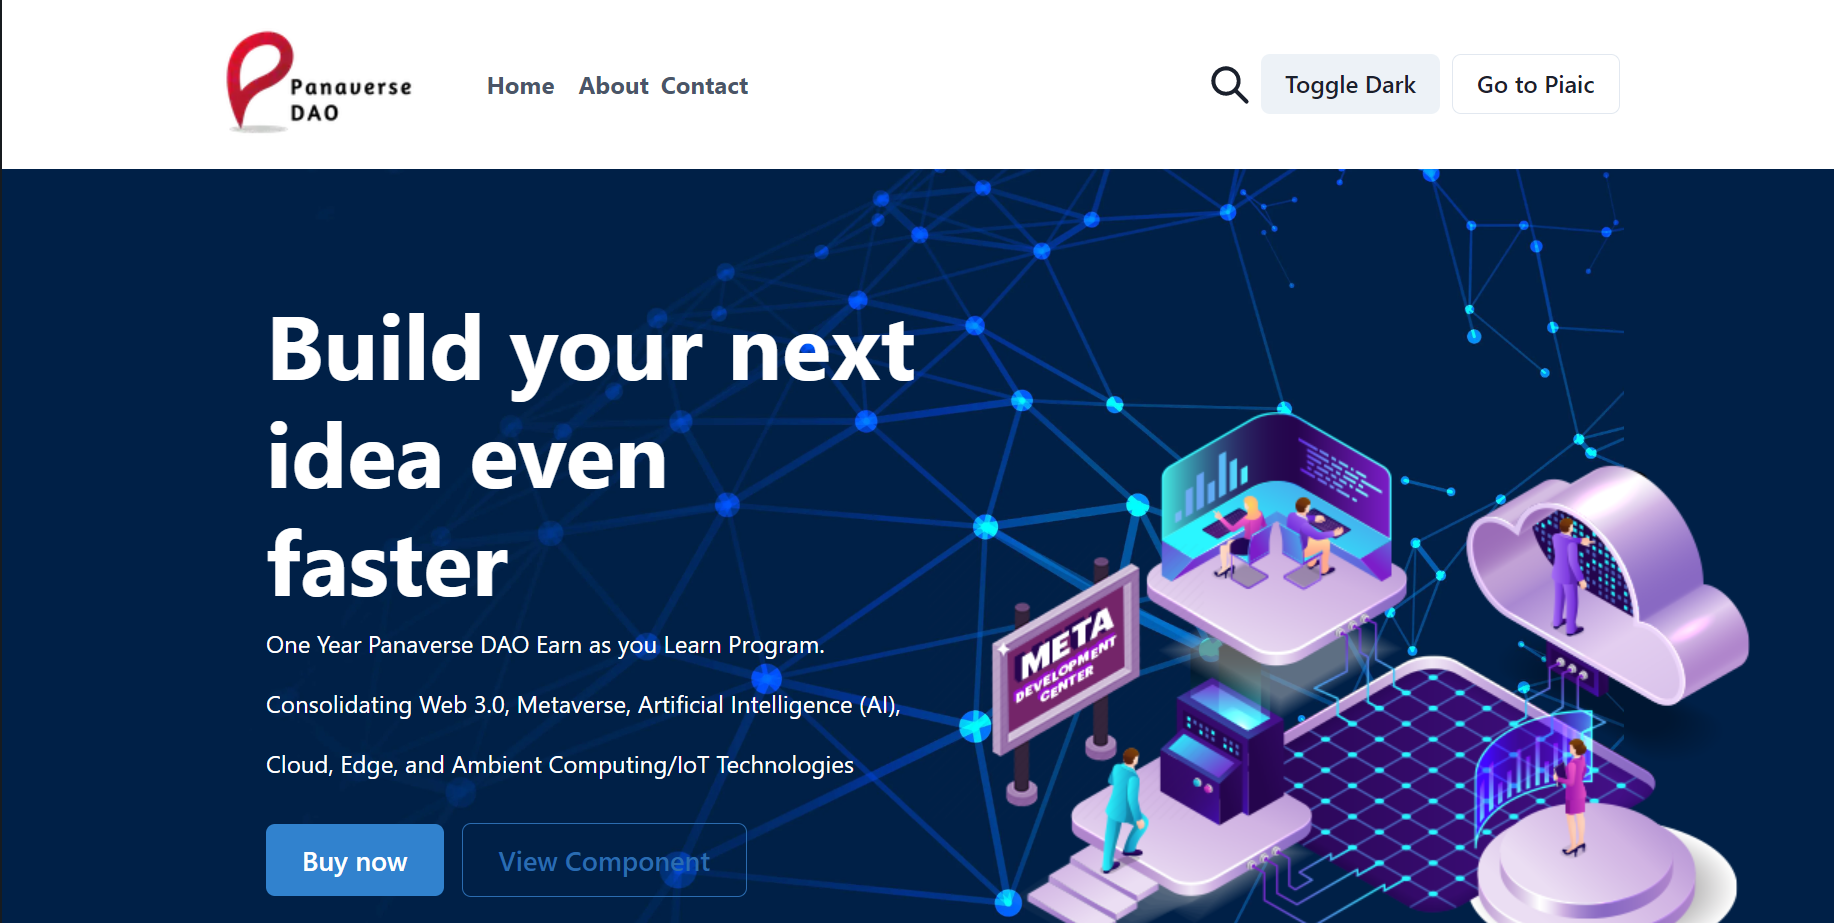 Panaverse
DAO
Home About Contact
Toggle Dark
Go to Piaic
Build your next
idea even
faster
One Year Panaverse DAO Earn as you Learn Program.
Consolidating Web 3.0, Metaverse, Artificial Intelligence (AI),
Cloud, Edge, and Ambient Computing/IoT Technologies
Buy now
View Component
META
DEVELOPMENT
CENTER